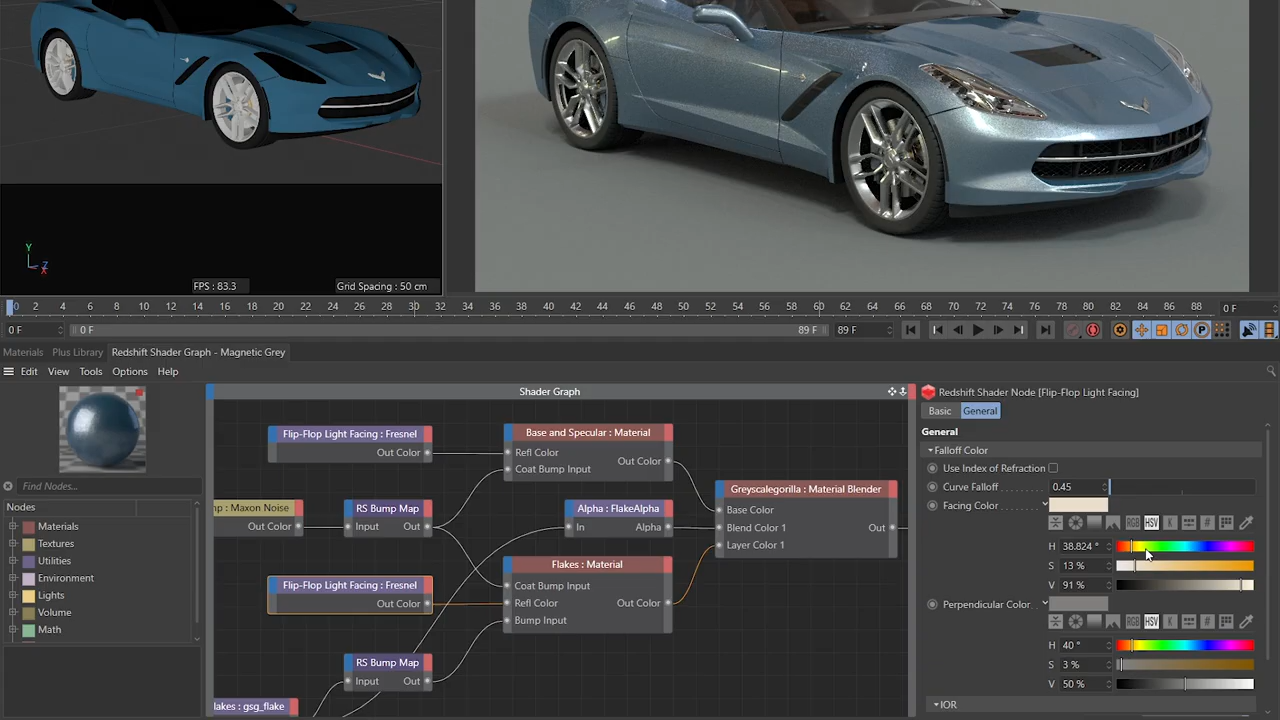 Y
Z
X
FPS : 83.3
Grid Spacing : 50 cm
0 2 4 6 8 10 12 14 16 18 20 22 24 26 28 30 32 34 36 38 40 42 44 46 48 50 52 54 56 58 60 62 64 66 68 70 72 74 76 78 80 82 84 86 88
0 F
0 F
0 F
89 F
89 F
Materials Plus Library Redshift Shader Graph - Magnetic Grey
Edit View Tools Options Help
Find Nodes...
Nodes
Materials
Textures
Utilities
Environment
Lights
Volume
Math
Shader Graph
Flip-Flop Light Facing : Fresnel
Out Color
Base and Specular : Material
Refl Color
Coat Bump Input
Out Color
: Maxon Noise
Out Color
RS Bump Map
Input Out
Alpha : FlakeAlpha
In Alpha
Greyscalegorilla : Material Blender
Base Color
Blend Color 1
Layer Color 1
Out
Flip-Flop Light Facing : Fresnel
Out Color
Flakes : Material
Coat Bump Input
Refl Color
Bump Input
Out Color
RS Bump Map
Input Out
lakes : gsg_flake
Redshift Shader Node [Flip-Flop Light Facing]
Basic General
General
Falloff Color
Use Index of Refraction
Curve Falloff 0.45
Facing Color
RGB HSV K #
H 38.824 °
S 13 %
V 91 %
Perpendicular Color
RGB HSV K #
H 40 °
S 3 %
V 50 %
IOR